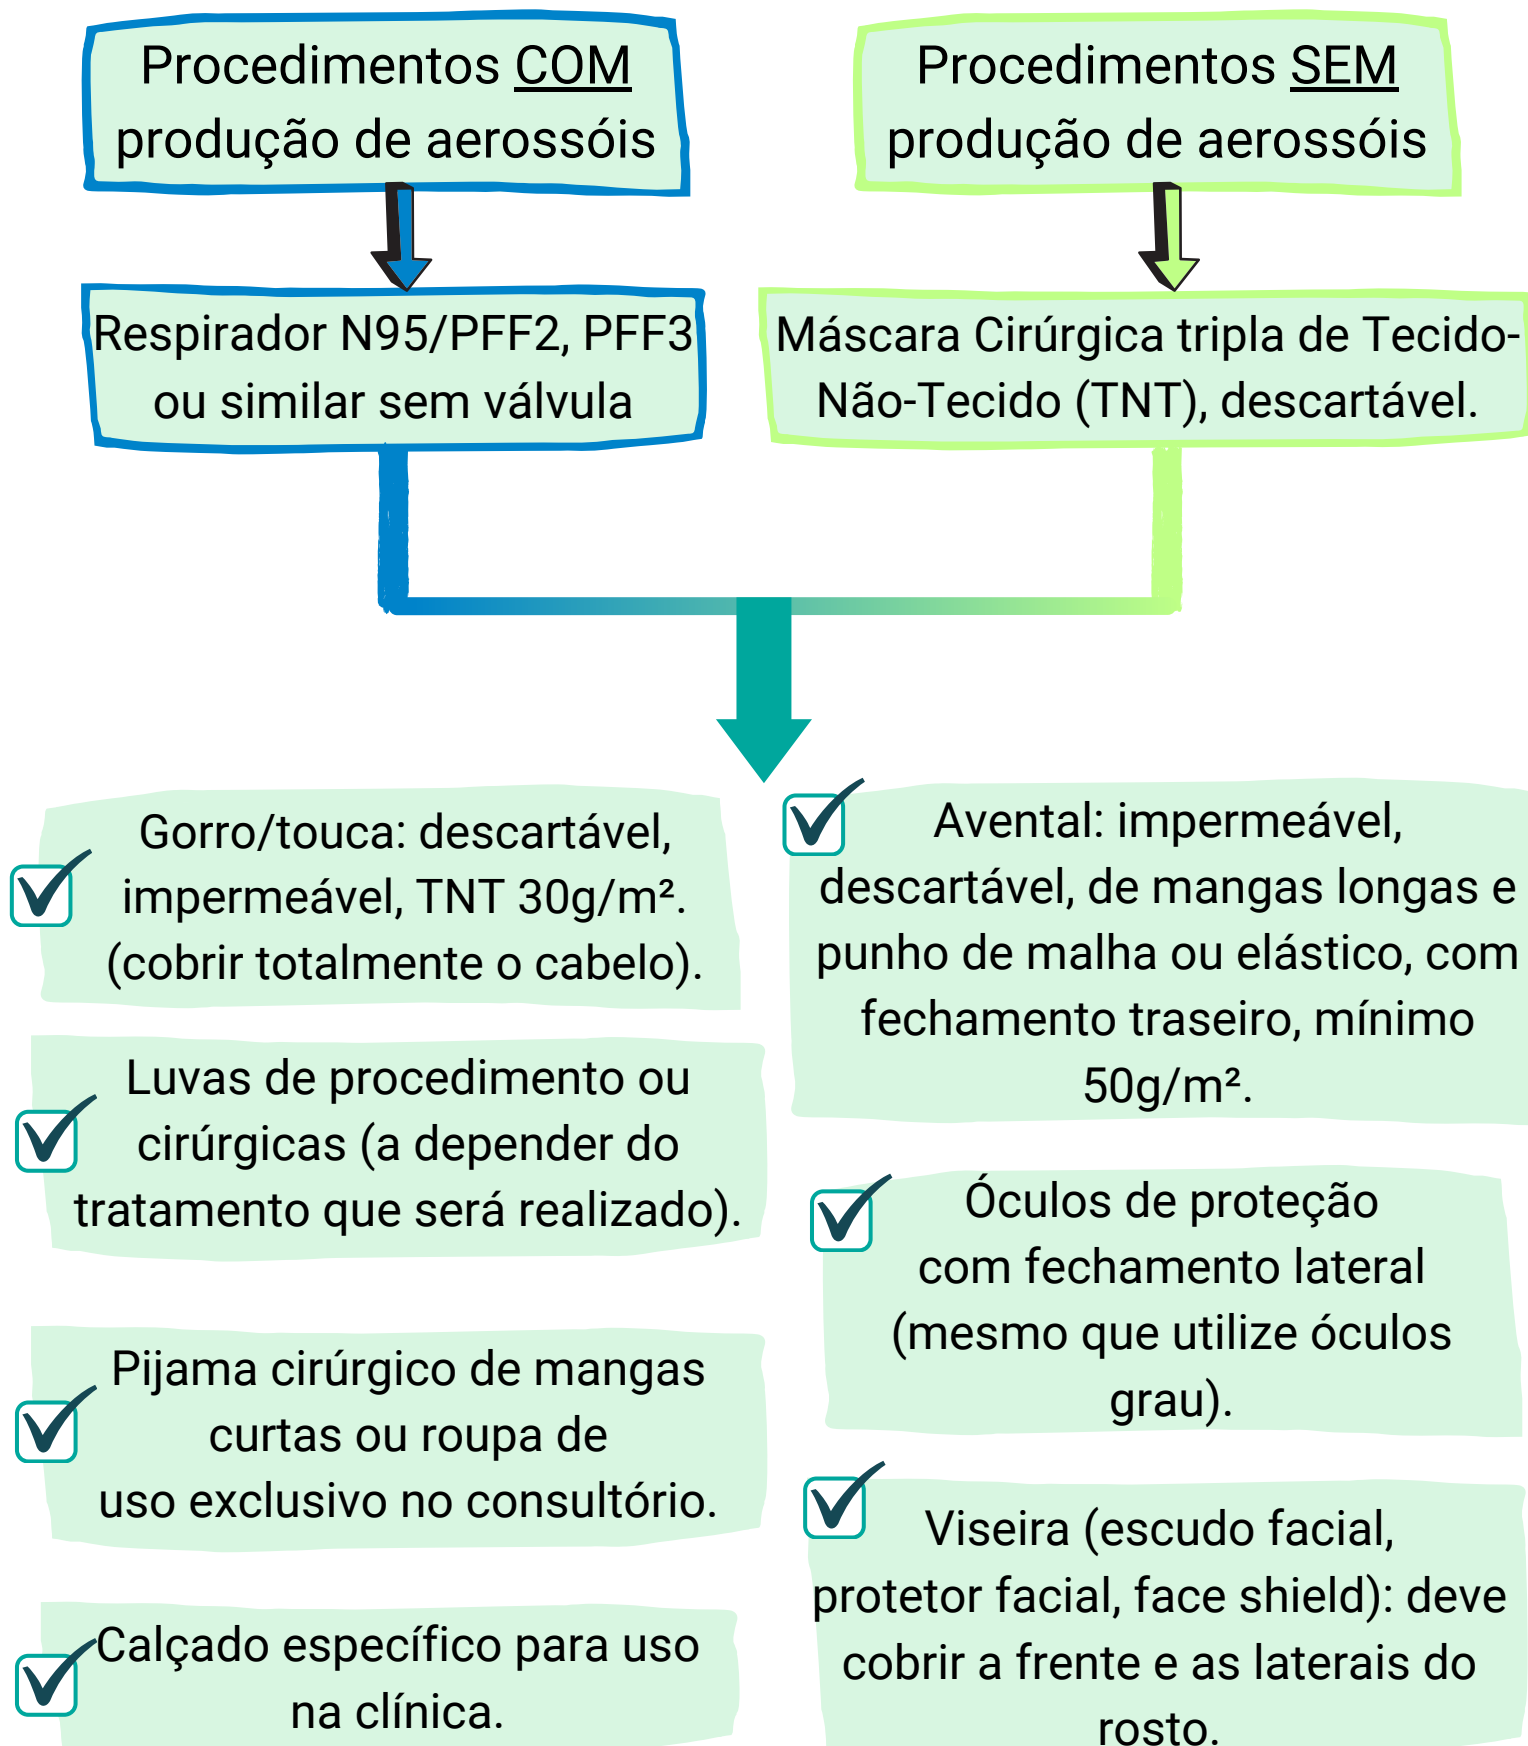 Procedimentos COM
produção de aerossóis
Procedimentos SEM
produção de aerossóis
Respirador N95/PFF2, PFF3
ou similar sem válvula
Máscara Cirúrgica tripla de Tecido-
Não-Tecido (TNT), descartável.
Gorro/touca: descartável,
impermeável, TNT 30g/m².
(cobrir totalmente o cabelo).
Luvas de procedimento ou
cirúrgicas (a depender do
tratamento que será realizado).
Pijama cirúrgico de mangas
curtas ou roupa de
uso exclusivo no consultório.
Calçado específico para uso
na clínica.
Avental: impermeável,
descartável, de mangas longas e
punho de malha ou elástico, com
fechamento traseiro, mínimo
50g/m².
Óculos de proteção
com fechamento lateral
(mesmo que utilize óculos
grau).
Viseira (escudo facial,
protetor facial, face shield): deve
cobrir a frente e as laterais do
rosto.